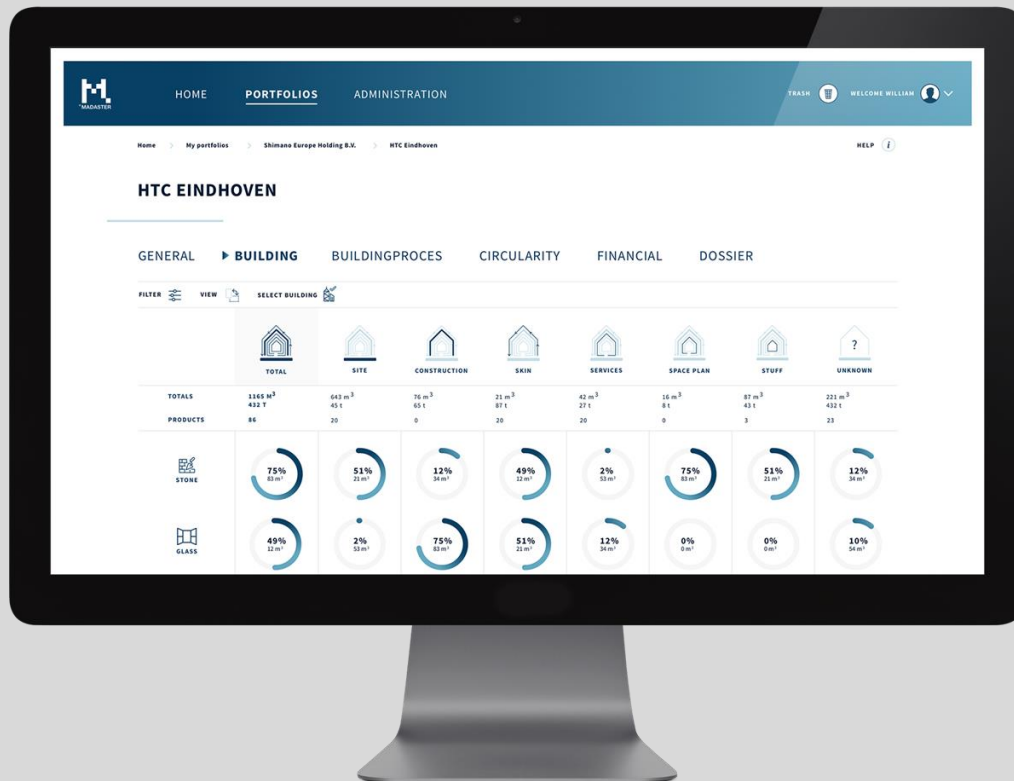 MADASTER
HOME PORTFOLIOS ADMINISTRATION TRASH WELCOME WILLIAM
Home My portfolios Shimano Europe Holding B.V. HTC Eindhoven HELP i
HTC EINDHOVEN
GENERAL BUILDING BUILDINGPROCES CIRCULARITY FINANCIAL DOSSIER
FILTER VIEW SELECT BUILDING
?
TOTAL SITE CONSTRUCTION SKIN SERVICES SPACE PLAN STUFF UNKNOWN
TOTALS 1165 M³ 643 m³ 76 m³ 21 m³ 42 m³ 16 m³ 87 m³ 221 m³
432 T 45 t 65 t 87 t 27 t 8 t 43 t 432 t
PRODUCTS 86 20 0 20 20 0 3 23
75% 51% 12% 49% 2% 75% 51% 12%
STONE 83 m³ 21 m³ 34 m³ 12 m³ 53 m³ 83 m³ 21 m³ 34 m³
49% 2% 75% 51% 12% 0% 0% 10%
GLASS 12 m³ 53 m³ 83 m³ 21 m³ 34 m³ 0 m³ 0 m³ 54 m³